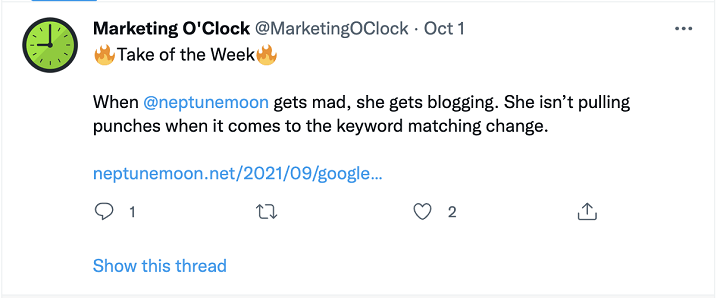 Marketing O'Clock @MarketingOClock · Oct 1
🔥Take of the Week🔥
When @neptunemoon gets mad, she gets blogging. She isn’t pulling
punches when it comes to the keyword matching change.
neptunemoon.net/2021/09/google...
1 2
Show this thread